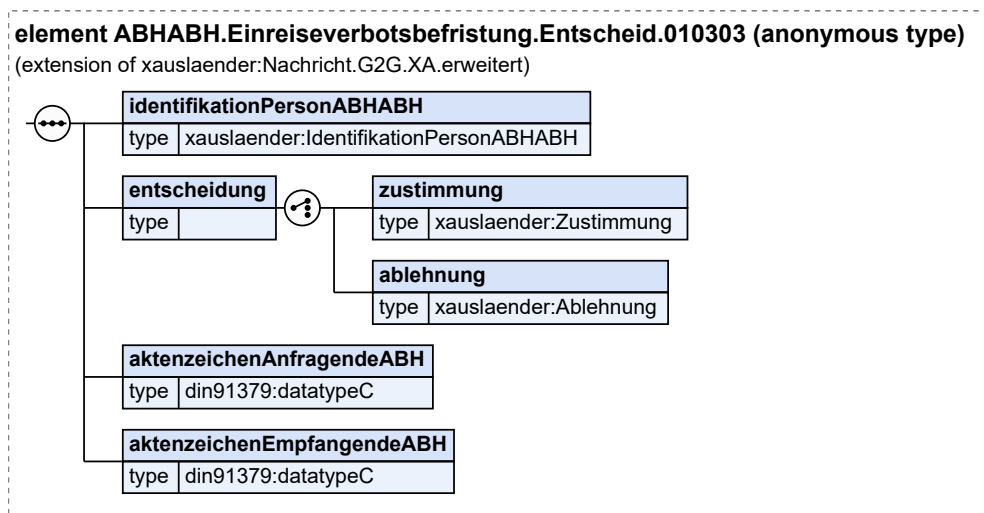 element ABHABH.Einreiseverbotsbefristung.Entscheid.010303 (anonymous type)
(extension of xauslaender:Nachricht.G2G.XA.erweitert)
identifikationPersonABHABH
type xauslaender:IdentifikationPersonABHABH
entscheidung
type
zustimmung
type xauslaender:Zustimmung
ablehnung
type xauslaender:Ablehnung
aktenzeichenAnfragendeABH
type din91379:datatypeC
aktenzeichenEmpfangendeABH
type din91379:datatypeC